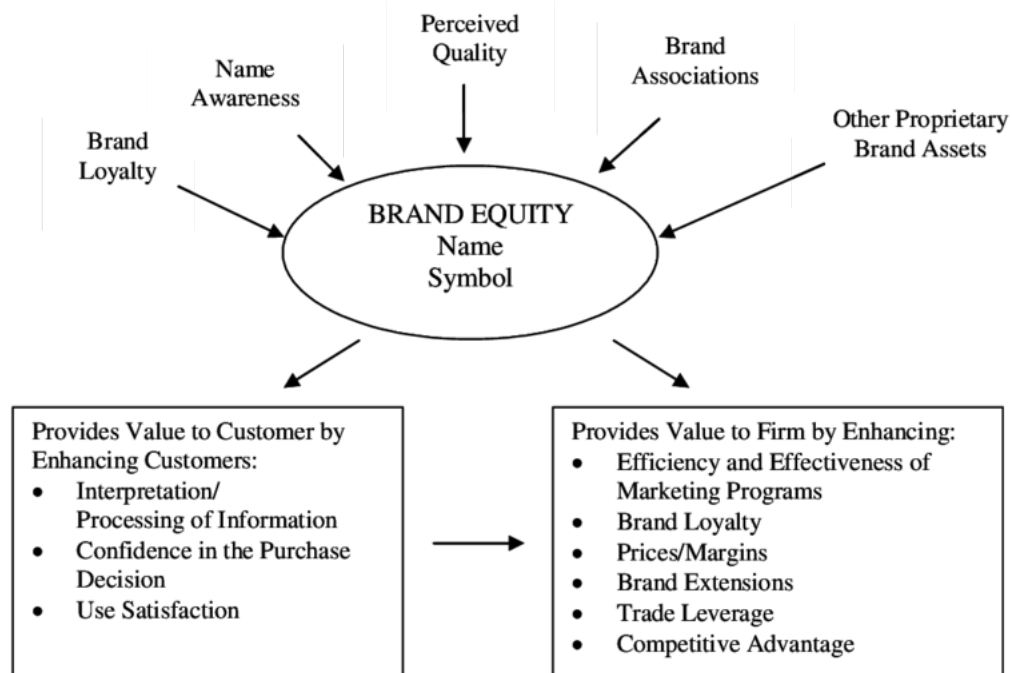 Perceived
Quality
Brand
Associations
Name
Awareness
Other Proprietary
Brand Assets
Brand
Loyalty
BRAND EQUITY
Name
Symbol
Provides Value to Customer by
Enhancing Customers:
• Interpretation/
Processing of Information
• Confidence in the Purchase
Decision
• Use Satisfaction
Provides Value to Firm by Enhancing:
• Efficiency and Effectiveness of
Marketing Programs
• Brand Loyalty
• Prices/Margins
• Brand Extensions
• Trade Leverage
• Competitive Advantage